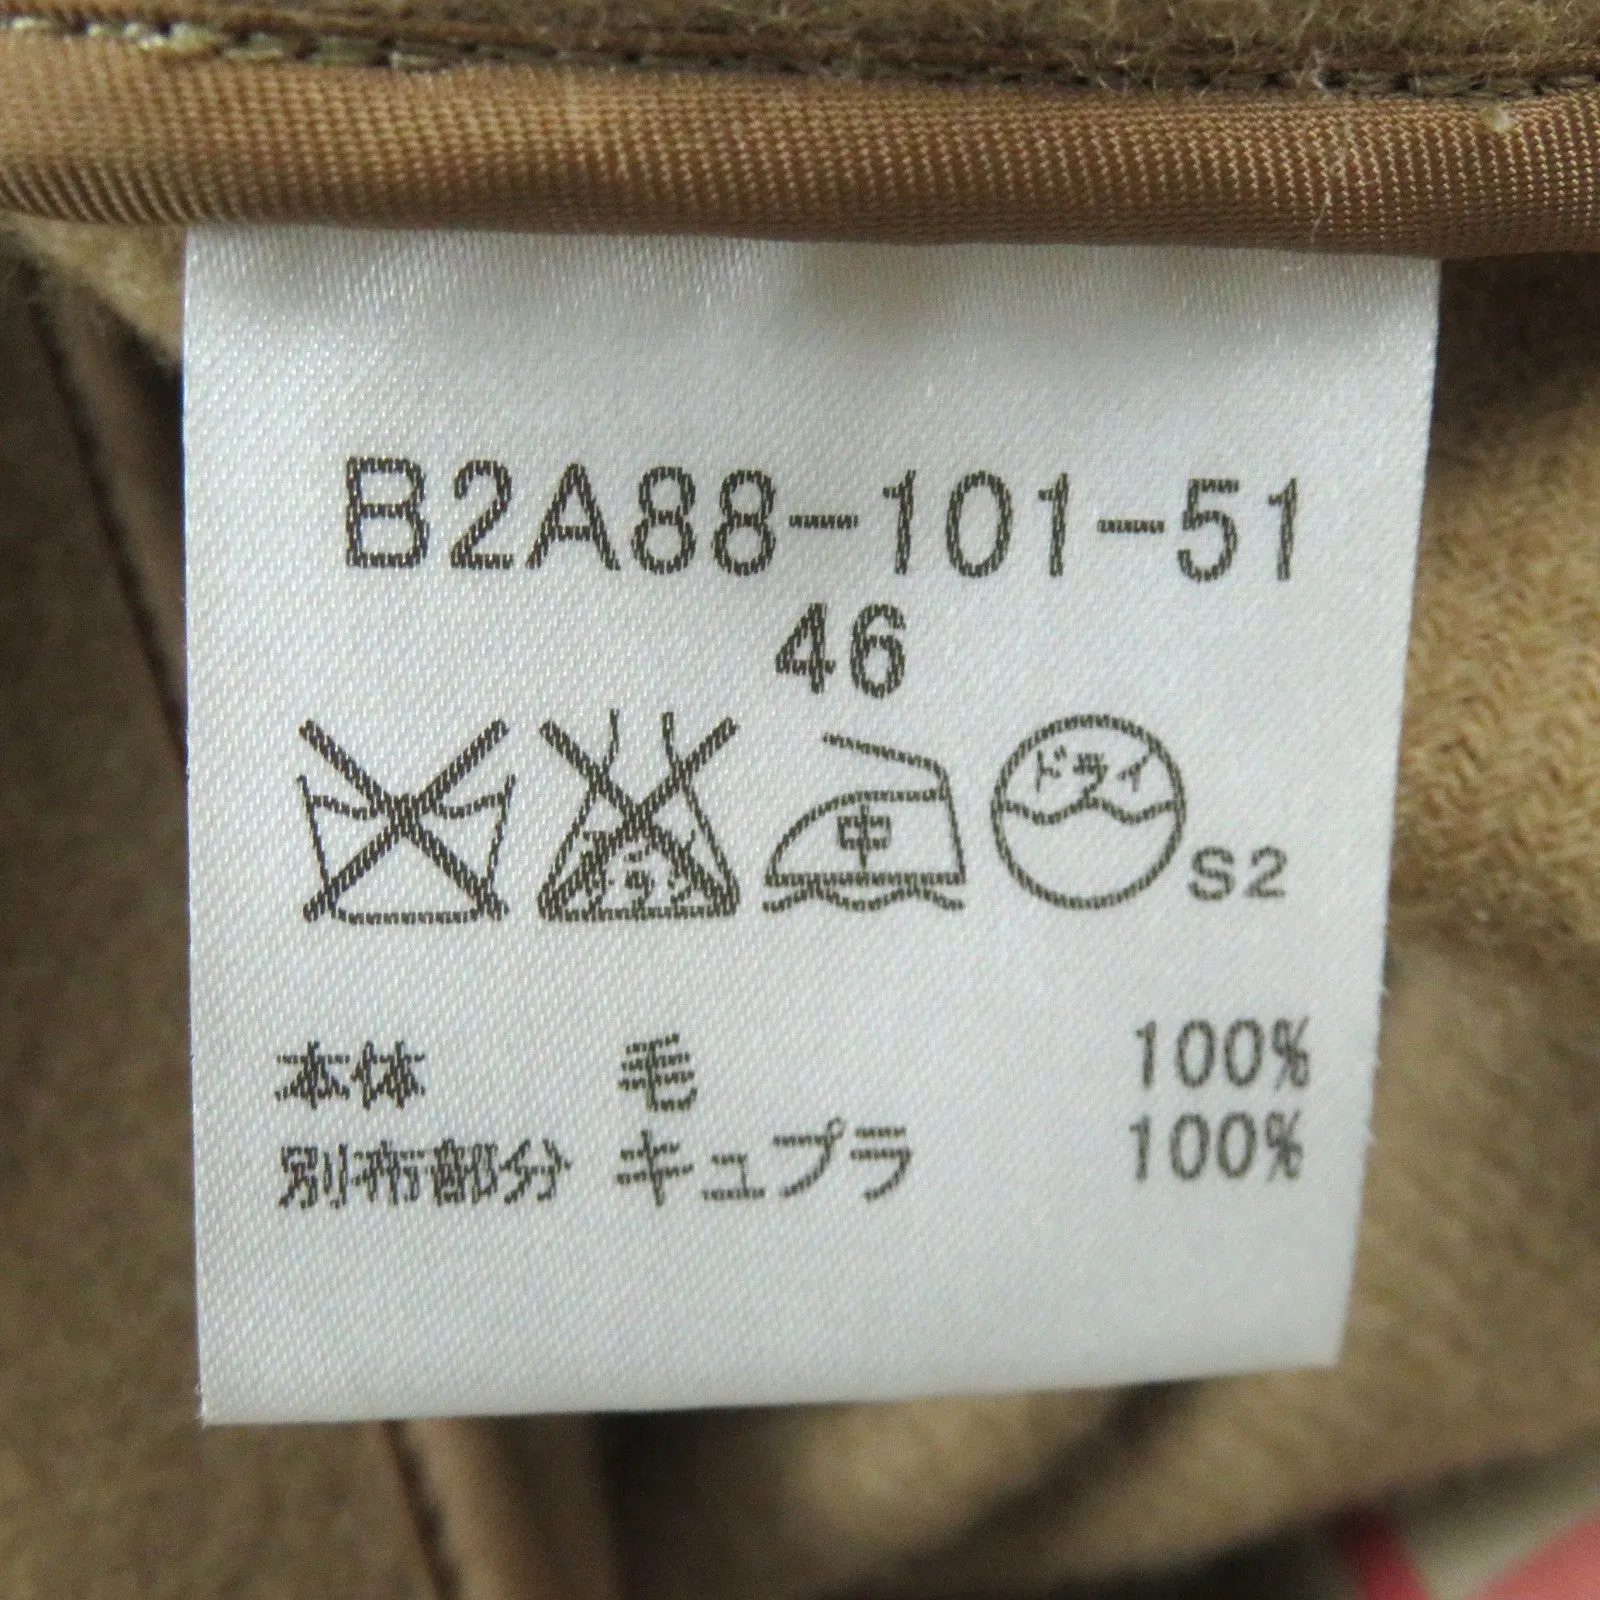 B2A88-101-51
46
中 ドライ S2
本体 毛 100%
別布部分 キュプラ 100%